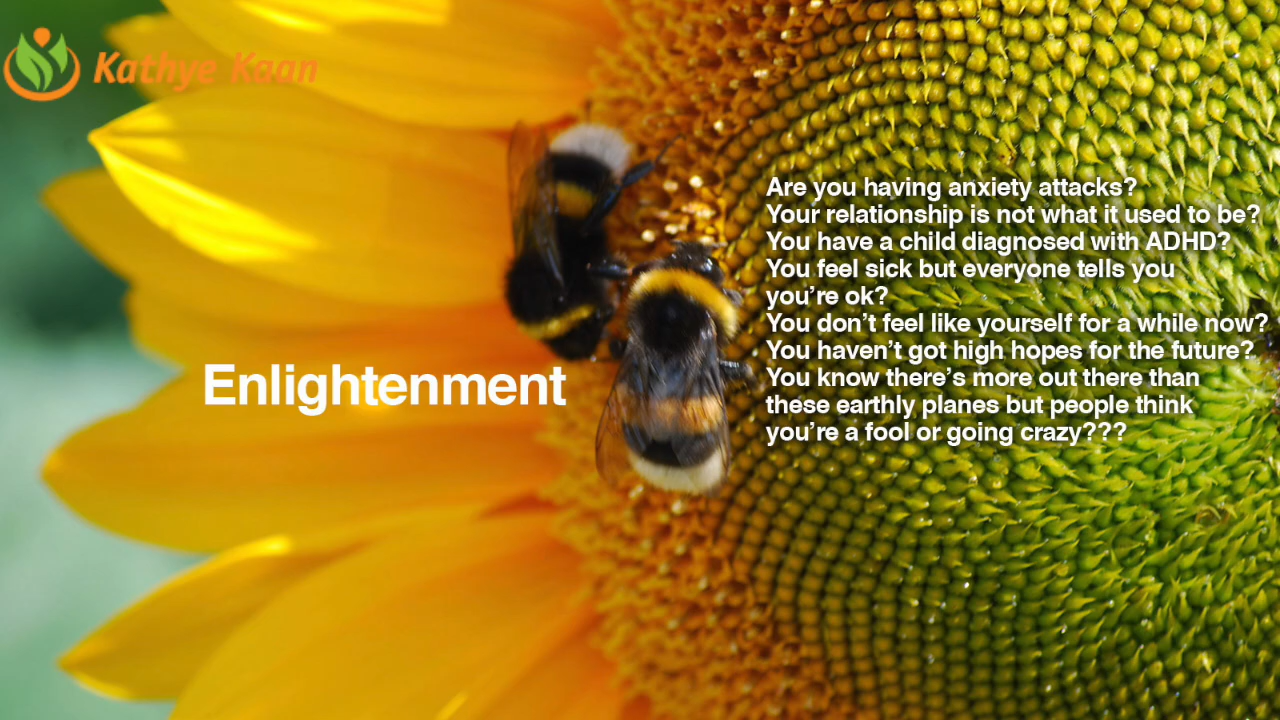 Kathye Kaan
Enlightenment
Are you having anxiety attacks?
Your relationship is not what it used to be?
You have a child diagnosed with ADHD?
You feel sick but everyone tells you
you’re ok?
You don’t feel like yourself for a while now?
You haven’t got high hopes for the future?
You know there’s more out there than
these earthly planes but people think
you’re a fool or going crazy???